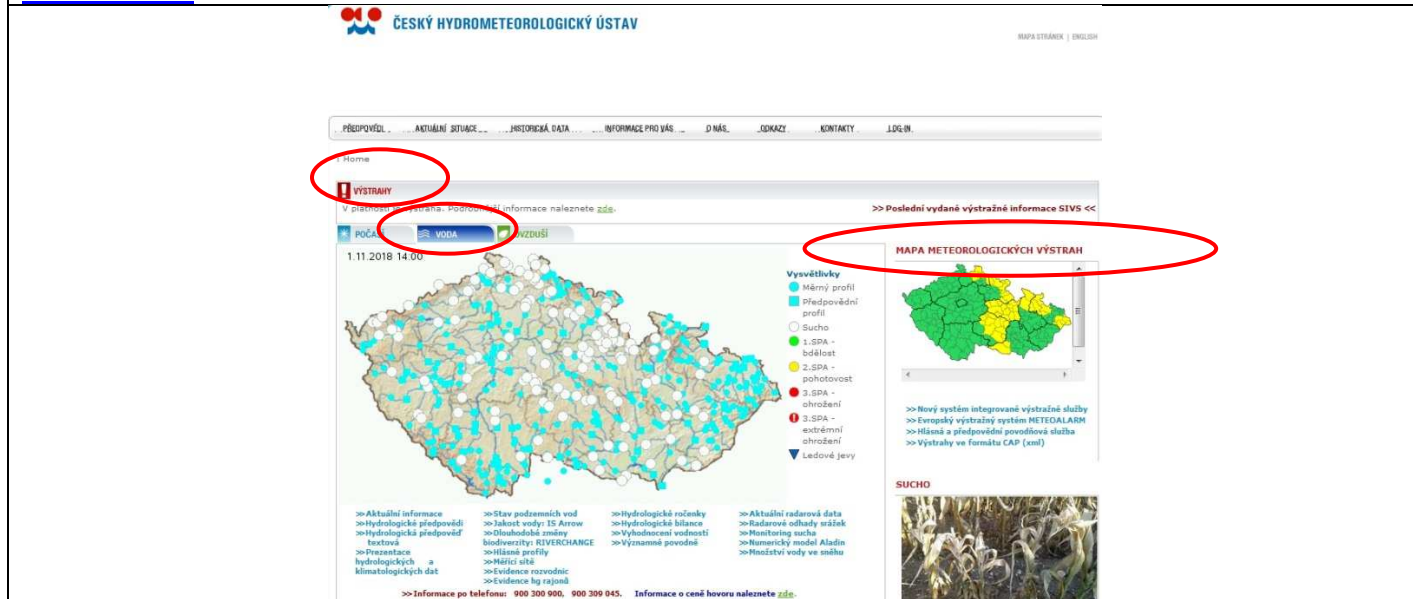 ČESKÝ HYDROMETEOROLOGICKÝ ÚSTAV
MAPA STRÁNEK | ENGLISH
PŘEDPOVĚDI AKTUÁLNÍ SITUACE HISTORICKÁ DATA INFORMACE PRO VÁS O NÁS ODKAZY KONTAKTY LOG-IN
Home
VÝSTRAHY
V platnosti je výstraha. Podrobnější informace naleznete zde.
>> Poslední vydané výstražné informace SIVS <<
POČASÍ VODA OVZDUŠÍ
1.11.2018 14:00
Vysvětlivky
Měrný profil
Předpovědní
profil
Sucho
1.SPA -
bdělost
2.SPA -
pohotovost
3.SPA -
ohrožení
3.SPA -
extrémní
ohrožení
Ledové jevy
MAPA METEOROLOGICKÝCH VÝSTRAH
>> Nový systém integrované výstražné služby
>> Evropský výstražný systém METEOALARM
>> Hlásná a předpovědní povodňová služba
>> Výstrahy ve formátu CAP (xml)
SUCHO
>> Aktuální informace
>> Hydrologické předpovědi
>> Hydrologická předpověď
textová
>> Prezentace
hydrologických a
klimatologických dat
>> Stav podzemních vod
>> Jakost vody: IS Arrow
>> Dlouhodobé změny
biodiverzity: RIVERCHANGE
>> Hlásné profily
>> Měřící sítě
>> Evidence rozvodnic
>> Evidence hg rajonů
>> Hydrologické ročenky
>> Hydrologické bilance
>> Vyhodnocení vodnosti
>> Významné povodně
>> Aktuální radarová data
>> Radarové odhady srážek
>> Monitoring sucha
>> Numerický model Aladin
>> Množství vody ve sněhu
>> Informace po telefonu: 900 300 900, 900 309 045. Informace o ceně hovoru naleznete zde.